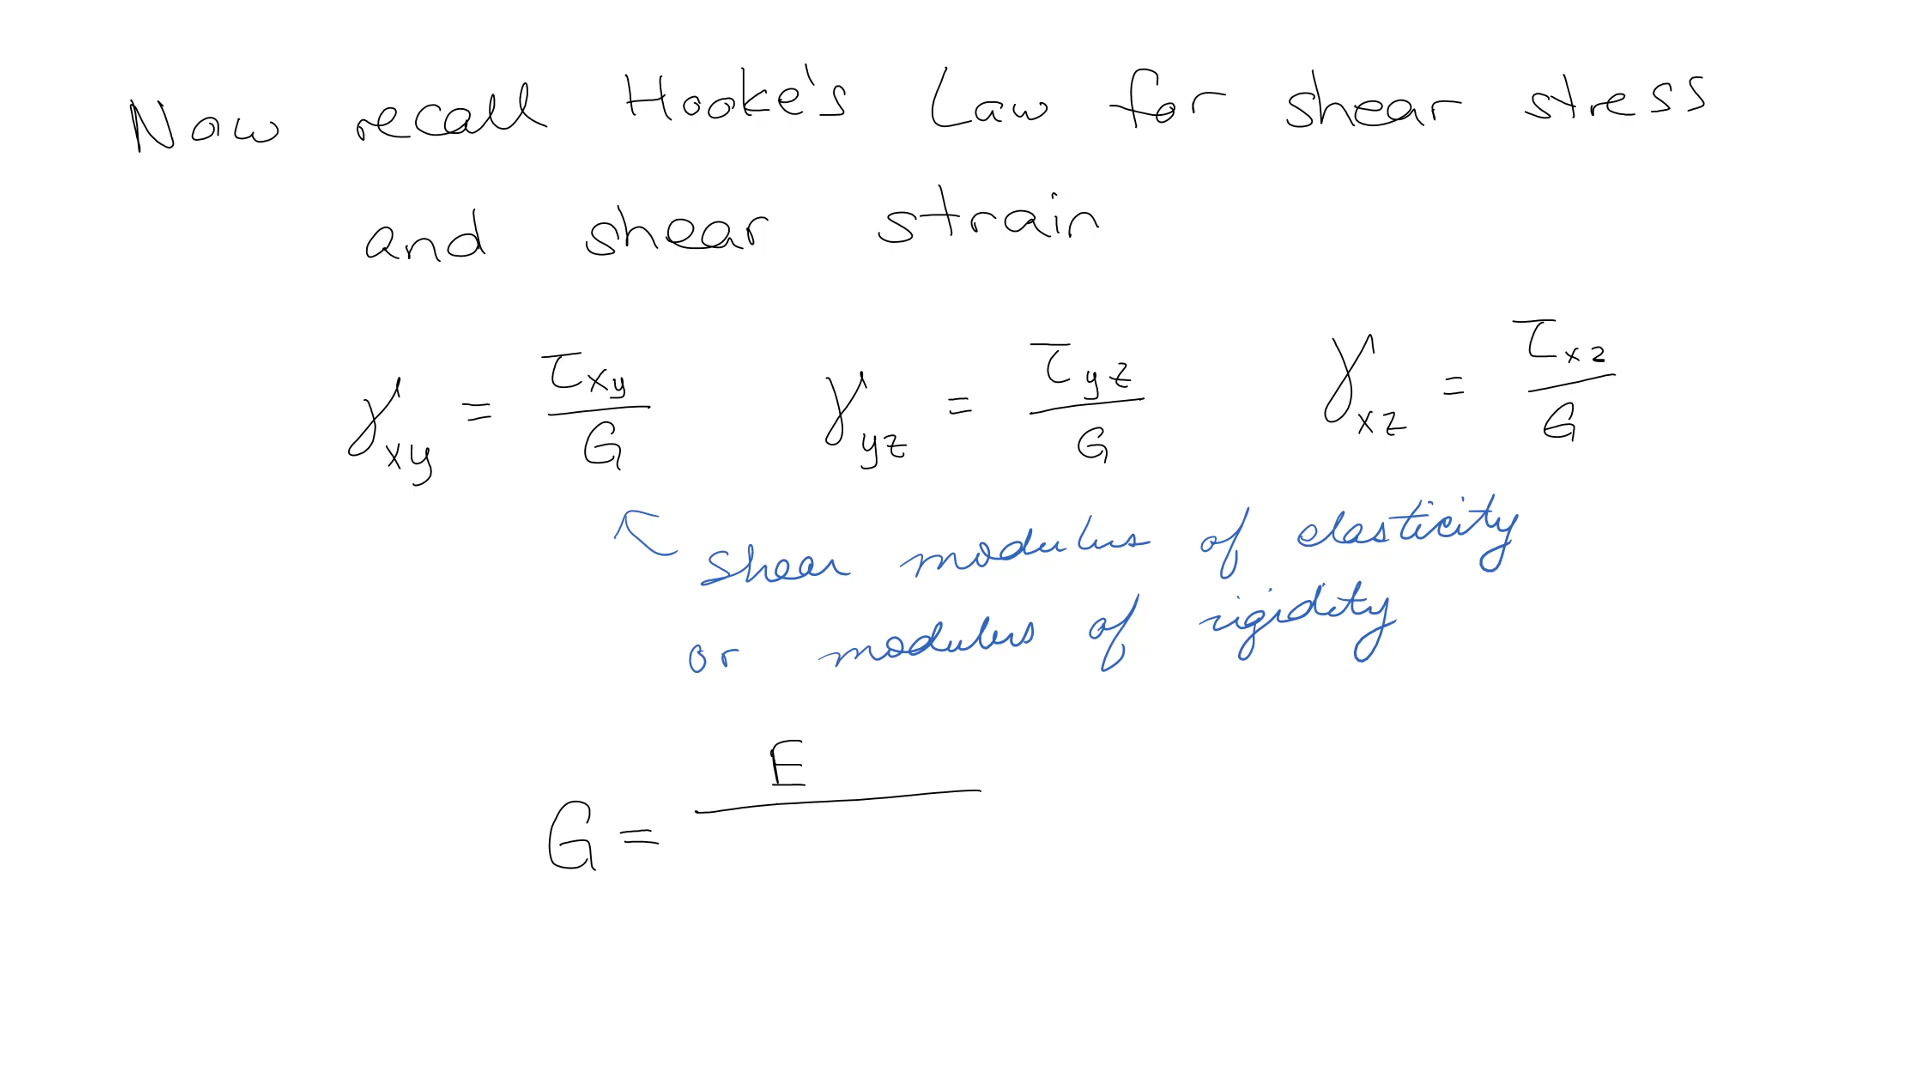 Now recall Hooke's Law for shear stress
and shear strain
γxy = τxy/G γyz = τyz/G γxz = τxz/G
shear modulus of elasticity
or modulus of rigidity
G = E/